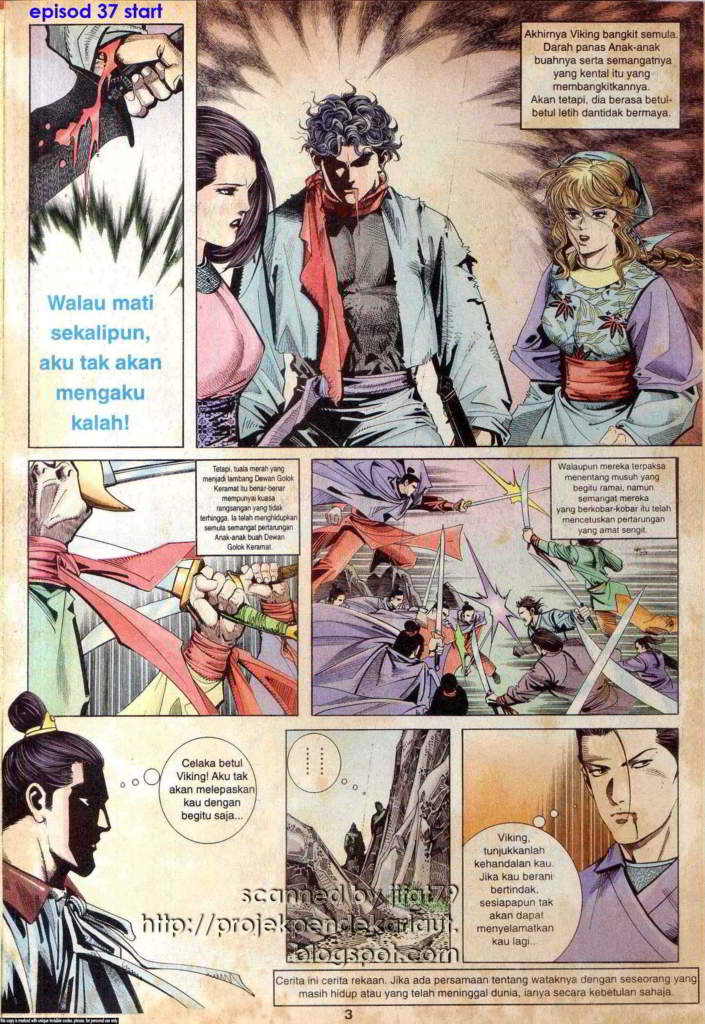 episod 37 start
Akhirnya Viking bangkit semula.
Darah panas Anak-anak
buahnya serta semangatnya
yang kental itu yang
membangkitkannya.
Akan tetapi, dia berasa betul-
betul letih dantidak bermaya.
Walau mati
sekalipun,
aku tak akan
mengaku
kalah!
Tetapi, tuala merah yang
menjadi lambang Dewan Golok
Keramat itu benar-benar
mempunyai kuasa
rangsangan yang tidak
terhingga. Ia telah menghidupkan
semula semangat pertarungan
Anak-anak buah Dewan
Golok Keramat.
Walaupun mereka terpaksa
menentang musuh yang
begitu ramai, namun
semangat mereka
yang berkobar-kobar itu telah
mencetuskan pertarungan
yang amat sengit.
Celaka betul
Viking! Aku tak
akan melepaskan
kau dengan
begitu saja...
Viking,
tunjukkanlah
kehandalan kau.
Jika kau berani
bertindak.
sesiapapun tak
akan dapat
menyelamatkan
kau lagi..
scanned by jifat79
http://projekpendekarlaut.
blogspot.com
Cerita ini cerita rekaan. Jika ada persamaan tentang wataknya dengan seseorang yang
masih hidup atau yang telah meninggal dunia, ianya secara kebetulan sahaja.
3